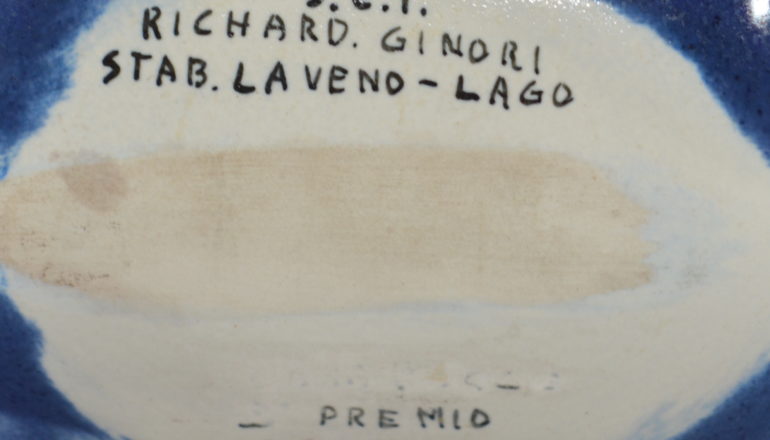 S.C.I.
RICHARD. GINORI
STAB. LAVENO - LAGO
_ PREMIO